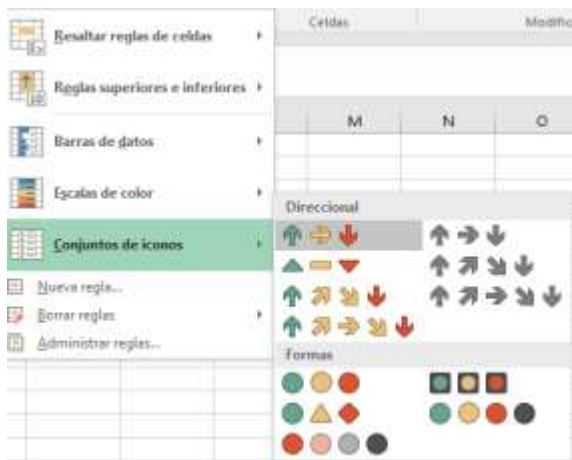 Resaltar reglas de celdas
Reglas superiores e inferiores
Barras de datos
Escalas de color
Conjuntos de iconos
Nueva regla...
Borrar reglas
Administrar reglas...
Celdas
Modific
M N O
Direccional
Formas